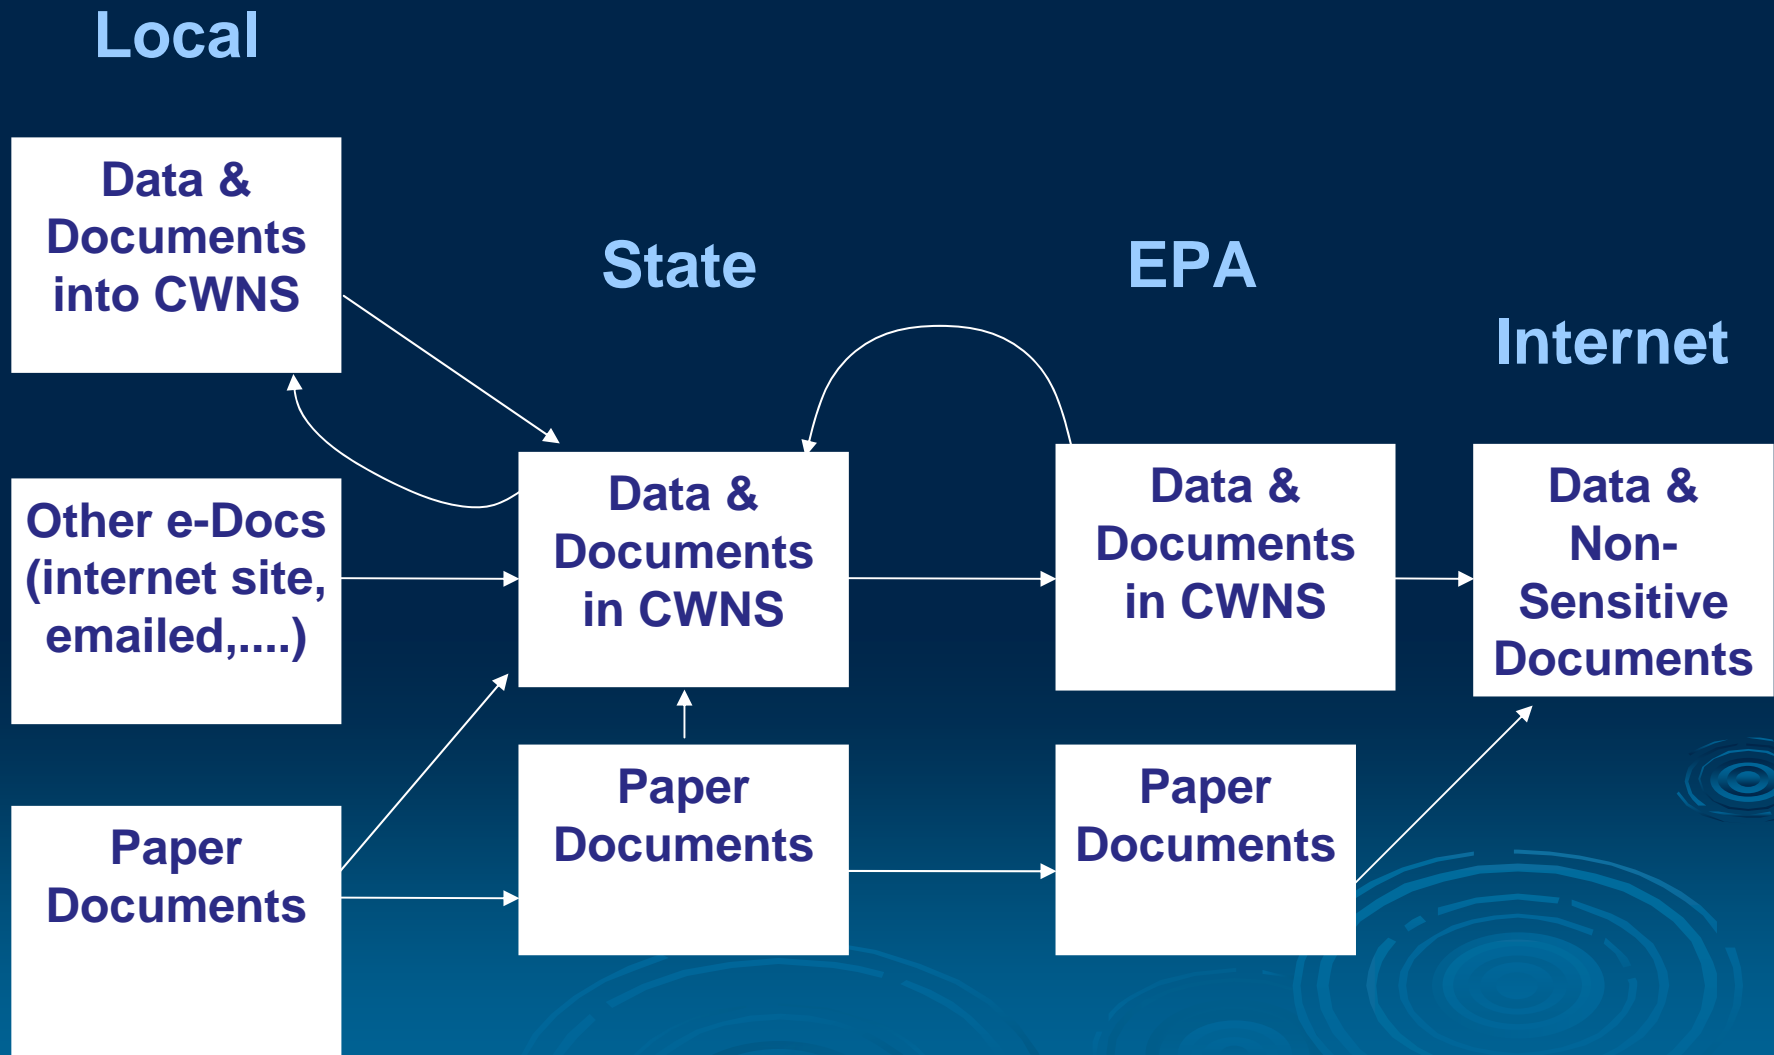 Local
Data &
Documents
into CWNS
Other e-Docs
(internet site,
emailed,....)
Paper
Documents
State
Data &
Documents
in CWNS
Paper
Documents
EPA
Data &
Documents
in CWNS
Paper
Documents
Internet
Data &
Non-
Sensitive
Documents